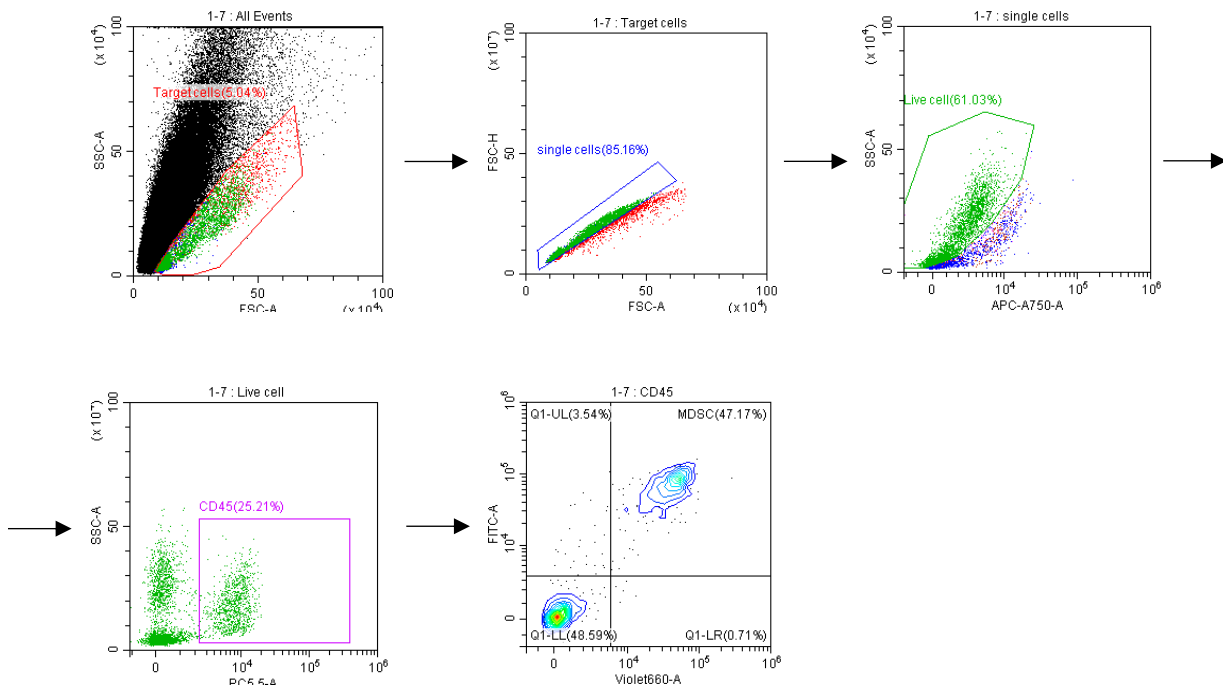 1-7 : All Events
(x 10⁴)
100
50
0
SSC-A
Target cells(5.04%)
0
50
100
FSC-A
(x 10⁴)
1-7 : Target cells
100
50
0
FSC-H
single cells(85.16%)
0
50
100
FSC-A
(x 10⁴)
1-7 : single cells
(x 10⁴)
100
50
0
SSC-A
Live cell(61.03%)
0
10⁴
10⁵
10⁶
APC-A750-A
1-7 : Live cell
100
50
0
SSC-A
CD45(25.21%)
0
10⁴
10⁵
10⁶
PC5.5-A
1-7 : CD45
10⁶
10⁵
10⁴
0
FITC-A
Q1-UL(3.54%)
MDSC(47.17%)
Q1-LL(48.59%)
Q1-LR(0.71%)
0
10⁴
10⁵
10⁶
Violet660-A